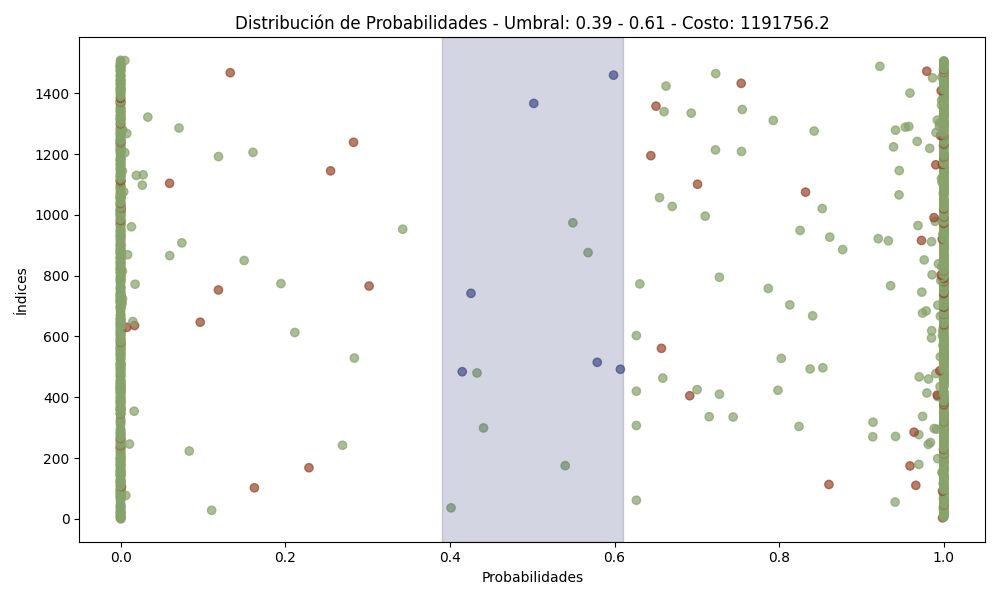 Distribución de Probabilidades - Umbral: 0.39 - 0.61 - Costo: 1191756.2
Índices
1400
1200
1000
800
600
400
200
0
0.0 0.2 0.4 0.6 0.8 1.0
Probabilidades